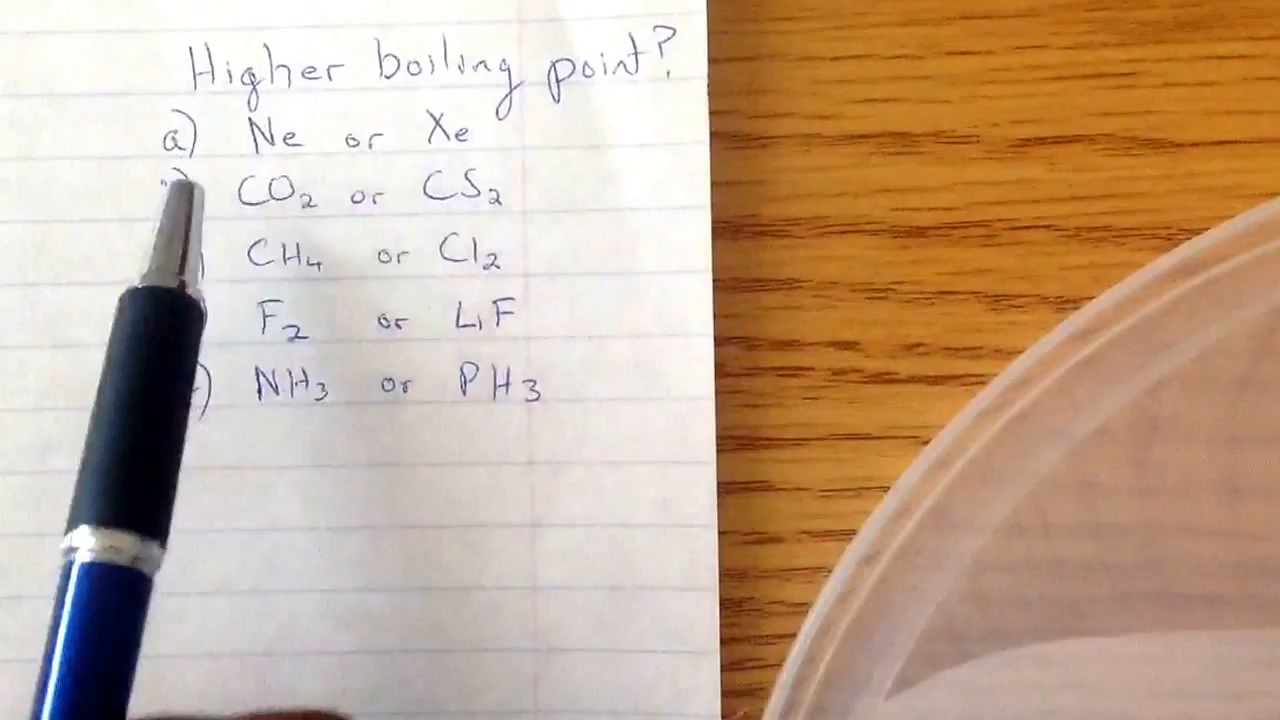 Higher boiling point?
a) Ne or Xe
CO₂ or CS₂
) CH₄ or Cl₂
) F₂ or LiF
) NH₃ or PH₃